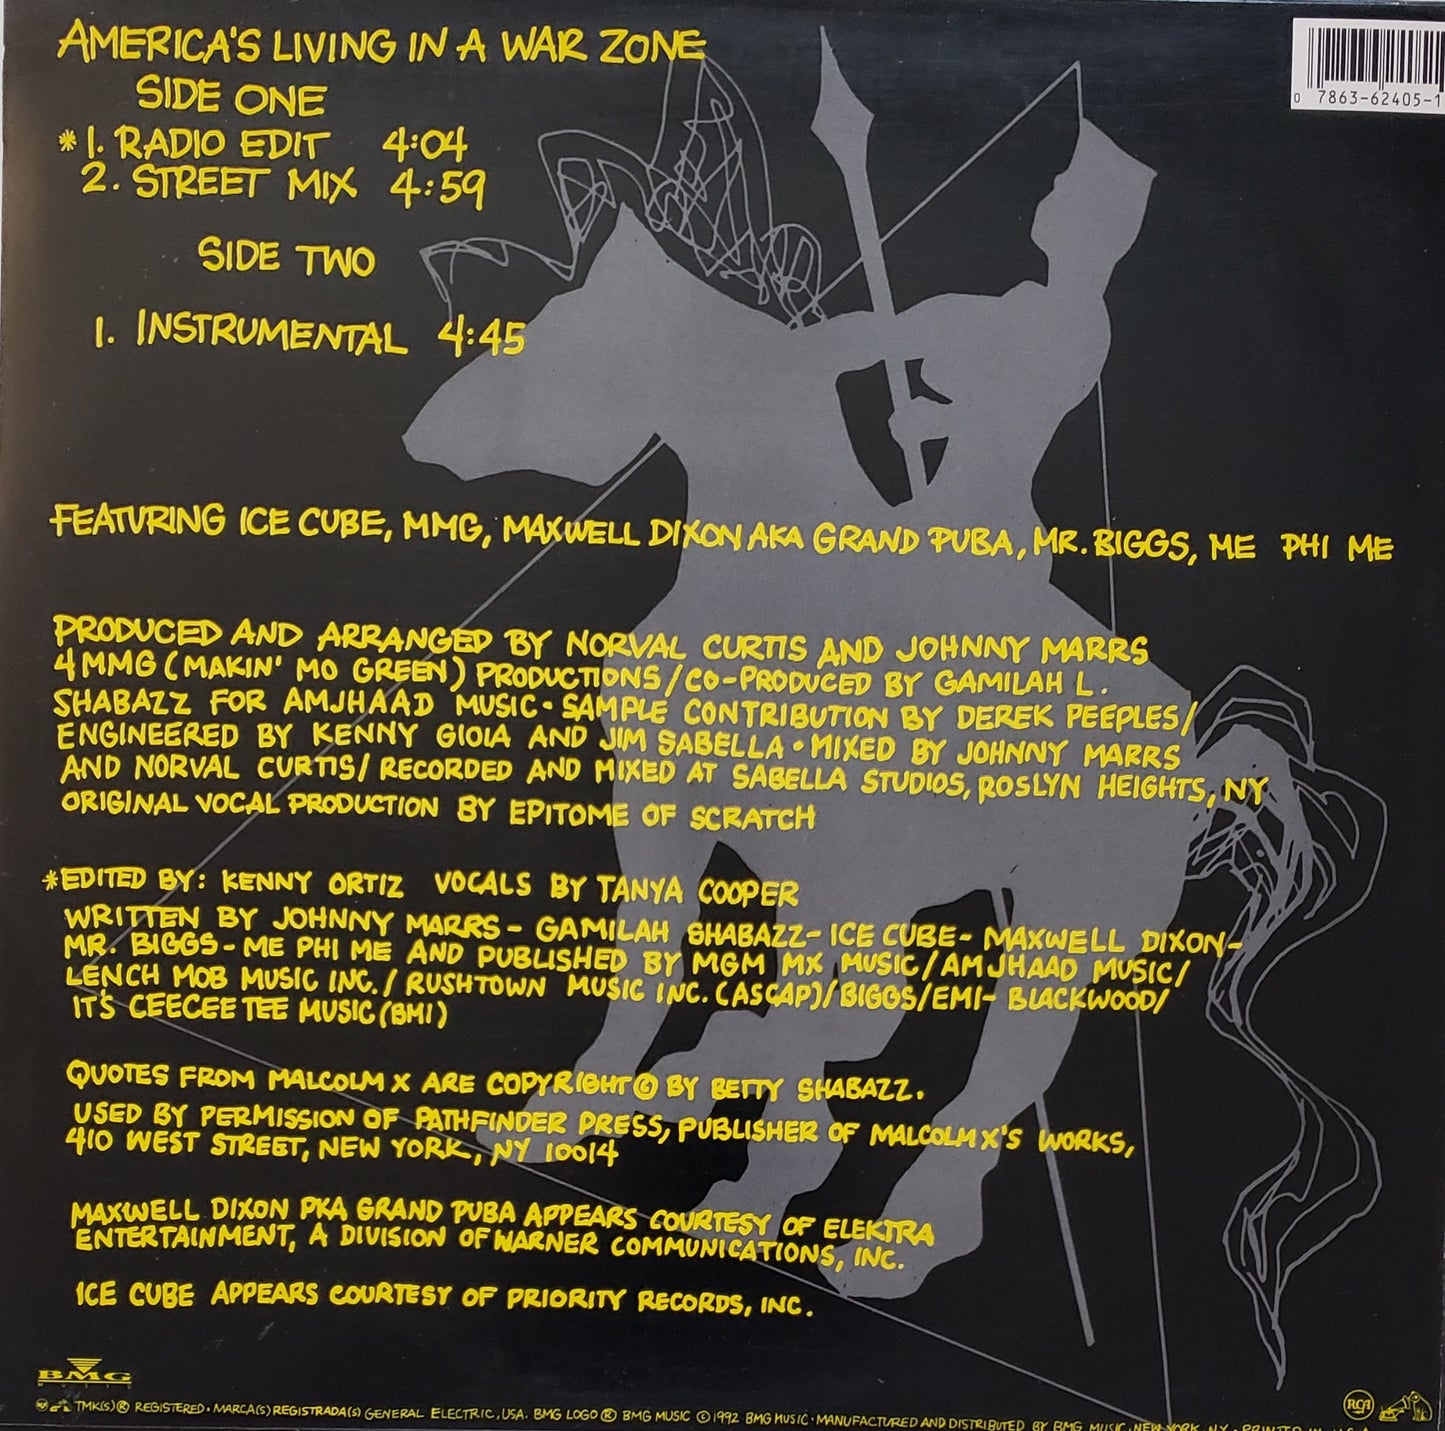 AMERICA'S LIVING IN A WAR ZONE
SIDE ONE
*1. RADIO EDIT 4:04
2. STREET MIX 4:59
SIDE TWO
1. INSTRUMENTAL 4:45
0 7863-62405-1
FEATURING ICE CUBE, MMG, MAXWELL DIXON AKA GRAND PUBA, MR. BIGGS, ME PHI ME
PRODUCED AND ARRANGED BY NORVAL CURTIS AND JOHNNY MARRS
4 MMG (MAKIN' MO GREEN) PRODUCTIONS/CO-PRODUCED BY GAMILAH L.
SHABAZZ FOR AMJHAAD MUSIC • SAMPLE CONTRIBUTION BY DEREK PEEPLES/
ENGINEERED BY KENNY GIOIA AND JIM SABELLA • MIXED BY JOHNNY MARRS
AND NORVAL CURTIS/ RECORDED AND MIXED AT SABELLA STUDIOS, ROSLYN HEIGHTS, NY
ORIGINAL VOCAL PRODUCTION BY EPITOME OF SCRATCH
*EDITED BY: KENNY ORTIZ VOCALS BY TANYA COOPER
WRITTEN BY JOHNNY MARRS - GAMILAH SHABAZZ - ICE CUBE - MAXWELL DIXON -
MR. BIGGS - ME PHI ME AND PUBLISHED BY MGM MX MUSIC/AMJHAAD MUSIC/
LENCH MOB MUSIC INC./ RUSHTOWN MUSIC INC. (ASCAP)/BIGGS/EMI- BLACKWOOD/
IT'S CEECEE TEE MUSIC (BMI)
QUOTES FROM MALCOLM X ARE COPYRIGHT © BY BETTY SHABAZZ.
USED BY PERMISSION OF PATHFINDER PRESS, PUBLISHER OF MALCOLM X'S WORKS,
410 WEST STREET, NEW YORK, NY 10014
MAXWELL DIXON PKA GRAND PUBA APPEARS COURTESY OF ELEKTRA
ENTERTAINMENT, A DIVISION OF WARNER COMMUNICATIONS, INC.
ICE CUBE APPEARS COURTESY OF PRIORITY RECORDS, INC.
BMG
MUSIC
TMK(S) ® REGISTERED • MARCA(S) REGISTRADA(S) GENERAL ELECTRIC, USA. BMG LOGO ® BMG MUSIC © 1992 BMG MUSIC • MANUFACTURED AND DISTRIBUTED BY BMG MUSIC, NEW YORK, NY • PRINTED IN U.S.A.
RCA